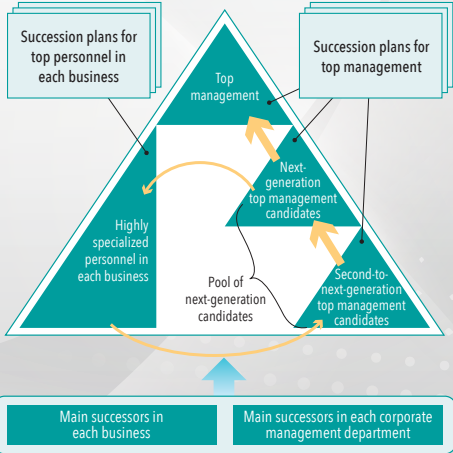 Succession plans for
top personnel in
each business
Succession plans for
top management
Top
management
Next-
generation
top management
candidates
Highly
specialized
personnel in
each business
Pool of
next-generation
candidates
Second-to-
next-generation
top management
candidates
Main successors in
each business
Main successors in each corporate
management department